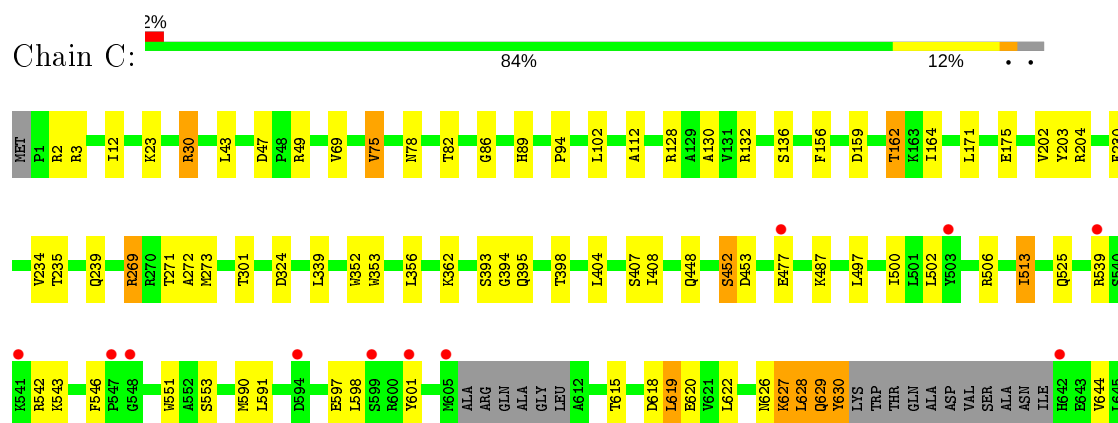 2%
Chain C:
84% 12% • •
MET P1 R2 R3 I12 K23 R30 L43 D47 P48 R49 V69 V75 N78 T82 G86 H89 P94 L102 A112 R128 A129 A130 V131 R132 S136 F156 D159 T162 K163 I164 L171 E175 V202 Y203 R204
V234 T235 Q239 R269 R270 T271 A272 M273 T301 D324 L339 W352 W353 L356 K362 S393 G394 Q395 T398 L404 S407 I408 Q448 S452 D453 E477 K487 L497 I500 L501 L502 Y503 R506 I513 Q525 R539 S540
K541 R542 K543 F546 P547 G548 W551 A552 S553 M590 L591 D594 E597 L598 S599 R600 Y601 M605 ALA ARG GLN ALA GLY LEU A612 T615 D618 L619 E620 V621 L622 N626 K627 L628 Q629 Y630 LYS TRP THR GLN ALA ASP VAL SER ALA ASN ILE H642 E643 V644 L645